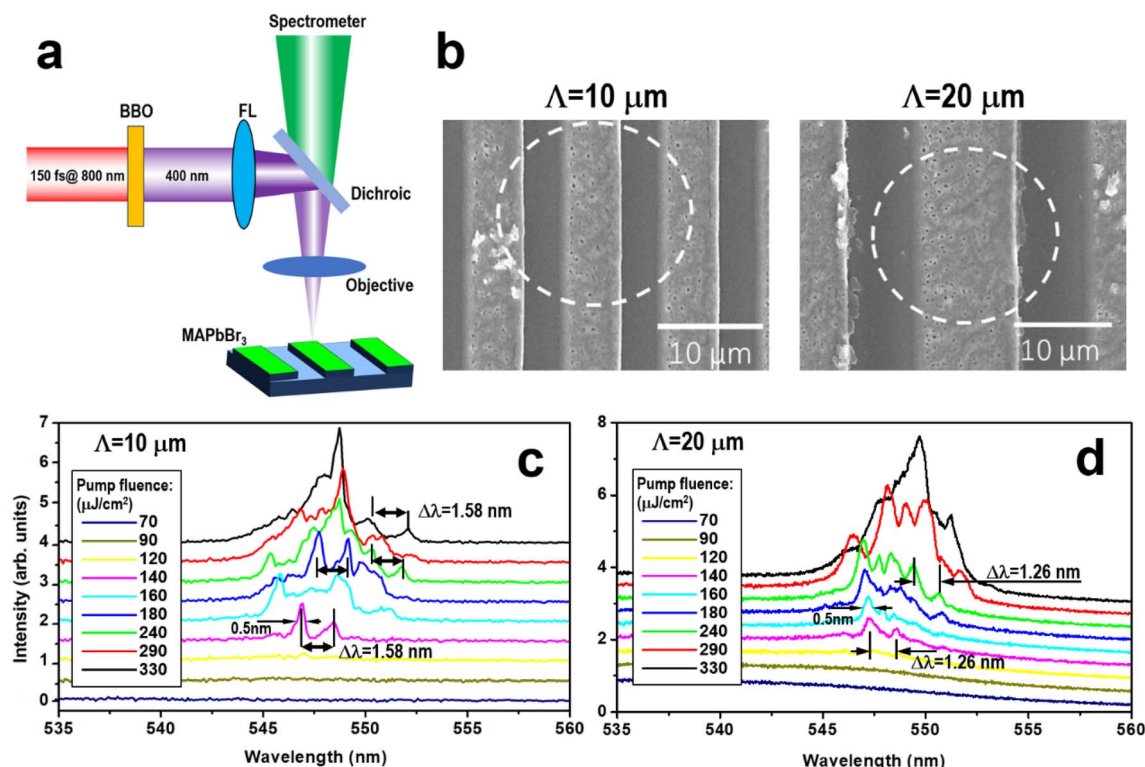 a
Spectrometer
BBO
FL
150 fs@ 800 nm
400 nm
Dichroic
Objective
MAPbBr3
b
Λ=10 μm
Λ=20 μm
10 μm
10 μm
c
Λ=10 μm
Pump fluence:
(μJ/cm²)
70
90
120
140
160
180
240
290
330
Δλ=1.58 nm
0.5nm
Δλ=1.58 nm
Intensity (arb. units)
7
6
5
4
3
2
1
0
535 540 545 550 555 560
Wavelength (nm)
d
Λ=20 μm
Pump fluence:
(μJ/cm²)
70
90
120
140
160
180
240
290
330
Δλ=1.26 nm
0.5nm
Δλ=1.26 nm
8
6
4
2
0
535 540 545 550 555 560
Wavelength (nm)